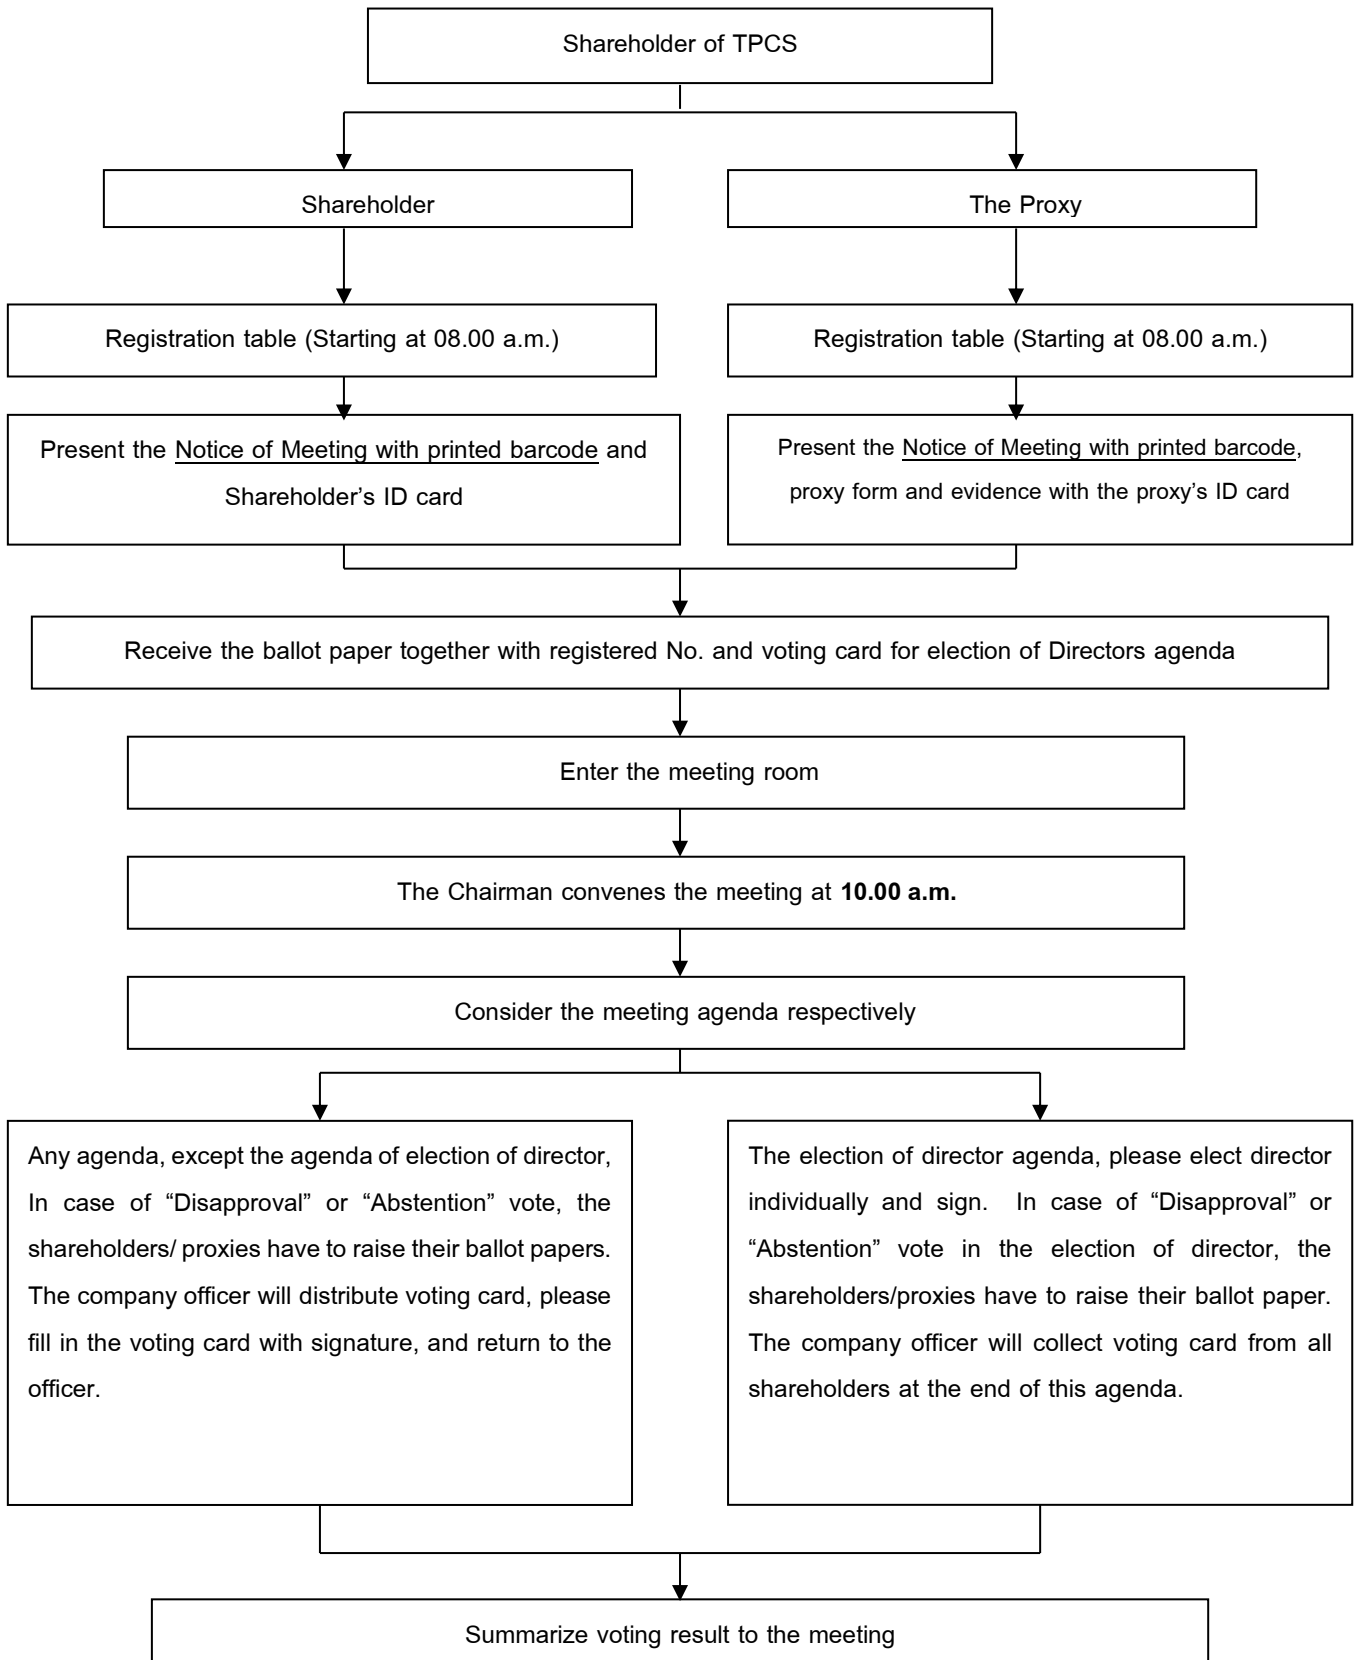 Shareholder of TPCS
Shareholder
The Proxy
Registration table (Starting at 08.00 a.m.)
Registration table (Starting at 08.00 a.m.)
Present the Notice of Meeting with printed barcode and
Shareholder’s ID card
Present the Notice of Meeting with printed barcode,
proxy form and evidence with the proxy’s ID card
Receive the ballot paper together with registered No. and voting card for election of Directors agenda
Enter the meeting room
The Chairman convenes the meeting at 10.00 a.m.
Consider the meeting agenda respectively
Any agenda, except the agenda of election of director,
In case of “Disapproval” or “Abstention” vote, the
shareholders/ proxies have to raise their ballot papers.
The company officer will distribute voting card, please
fill in the voting card with signature, and return to the
officer.
The election of director agenda, please elect director
individually and sign. In case of “Disapproval” or
“Abstention” vote in the election of director, the
shareholders/proxies have to raise their ballot paper.
The company officer will collect voting card from all
shareholders at the end of this agenda.
Summarize voting result to the meeting